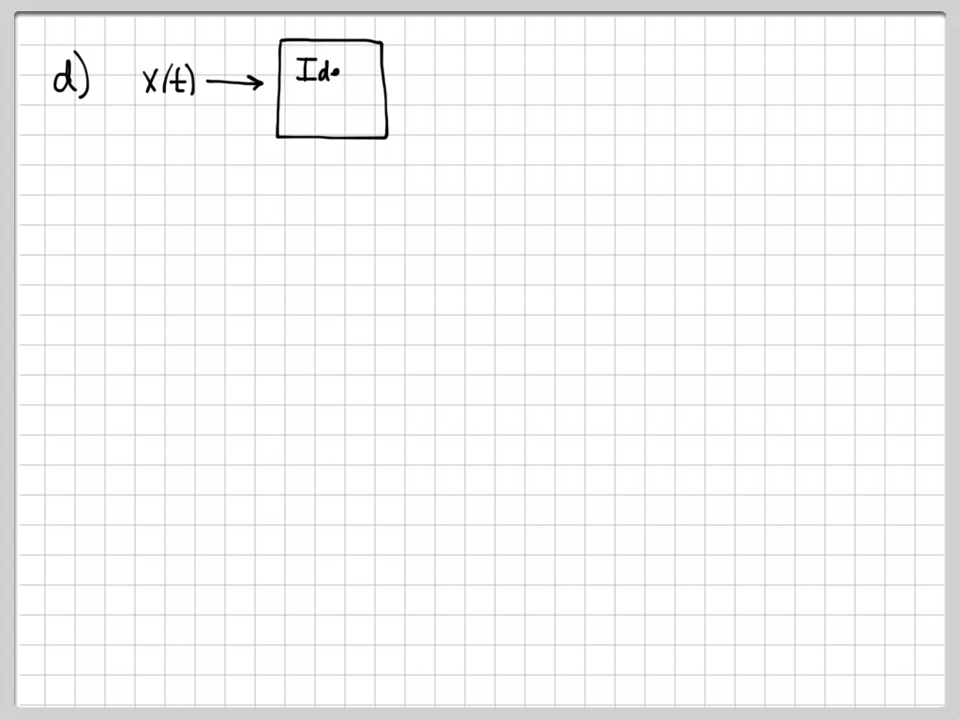 d) x(t) → Id